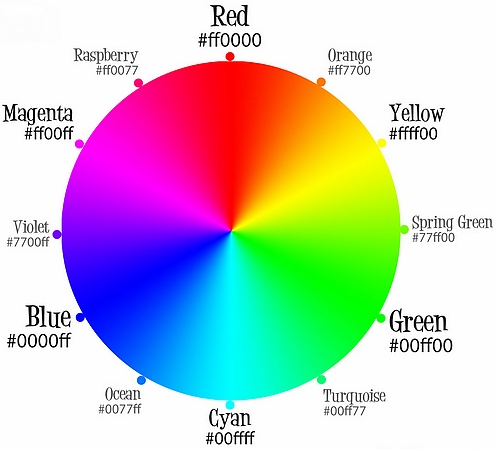 Red
#ff0000
Orange
#ff7700
Yellow
#ffff00
Spring Green
#77ff00
Green
#00ff00
Turquoise
#00ff77
Cyan
#00ffff
Ocean
#0077ff
Blue
#0000ff
Violet
#7700ff
Magenta
#ff00ff
Raspberry
#ff0077